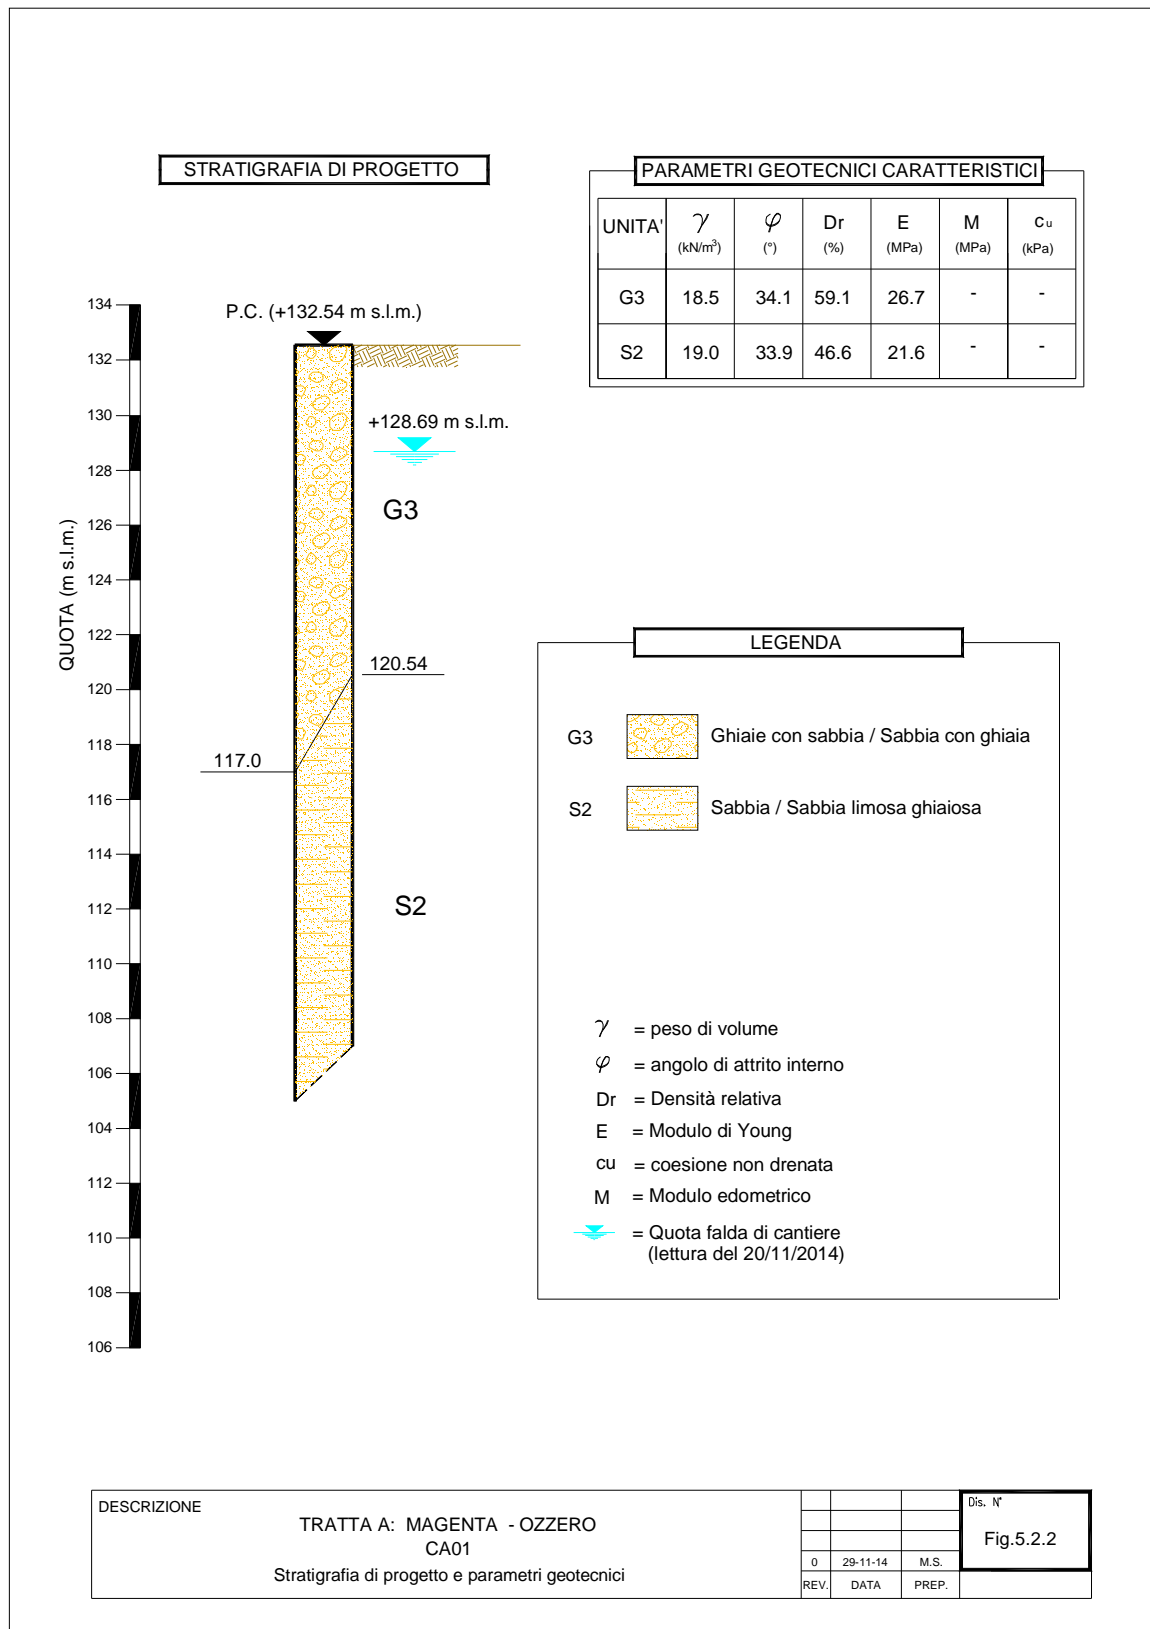 STRATIGRAFIA DI PROGETTO
PARAMETRI GEOTECNICI CARATTERISTICI
UNITA' γ φ Dr E M cu
(kN/m³) (°) (%) (MPa) (MPa) (kPa)
G3 18.5 34.1 59.1 26.7 - -
S2 19.0 33.9 46.6 21.6 - -
QUOTA (m s.l.m.)
134
132
130
128
126
124
122
120
118
116
114
112
110
108
106
104
112
110
108
106
P.C. (+132.54 m s.l.m.)
+128.69 m s.l.m.
G3
120.54
117.0
S2
LEGENDA
G3 Ghiaie con sabbia / Sabbia con ghiaia
S2 Sabbia / Sabbia limosa ghiaiosa
γ = peso di volume
φ = angolo di attrito interno
Dr = Densità relativa
E = Modulo di Young
cu = coesione non drenata
M = Modulo edometrico
= Quota falda di cantiere
(lettura del 20/11/2014)
DESCRIZIONE
TRATTA A: MAGENTA - OZZERO
CA01
Stratigrafia di progetto e parametri geotecnici
0 29-11-14 M.S.
REV. DATA PREP.
Dis. N°
Fig.5.2.2